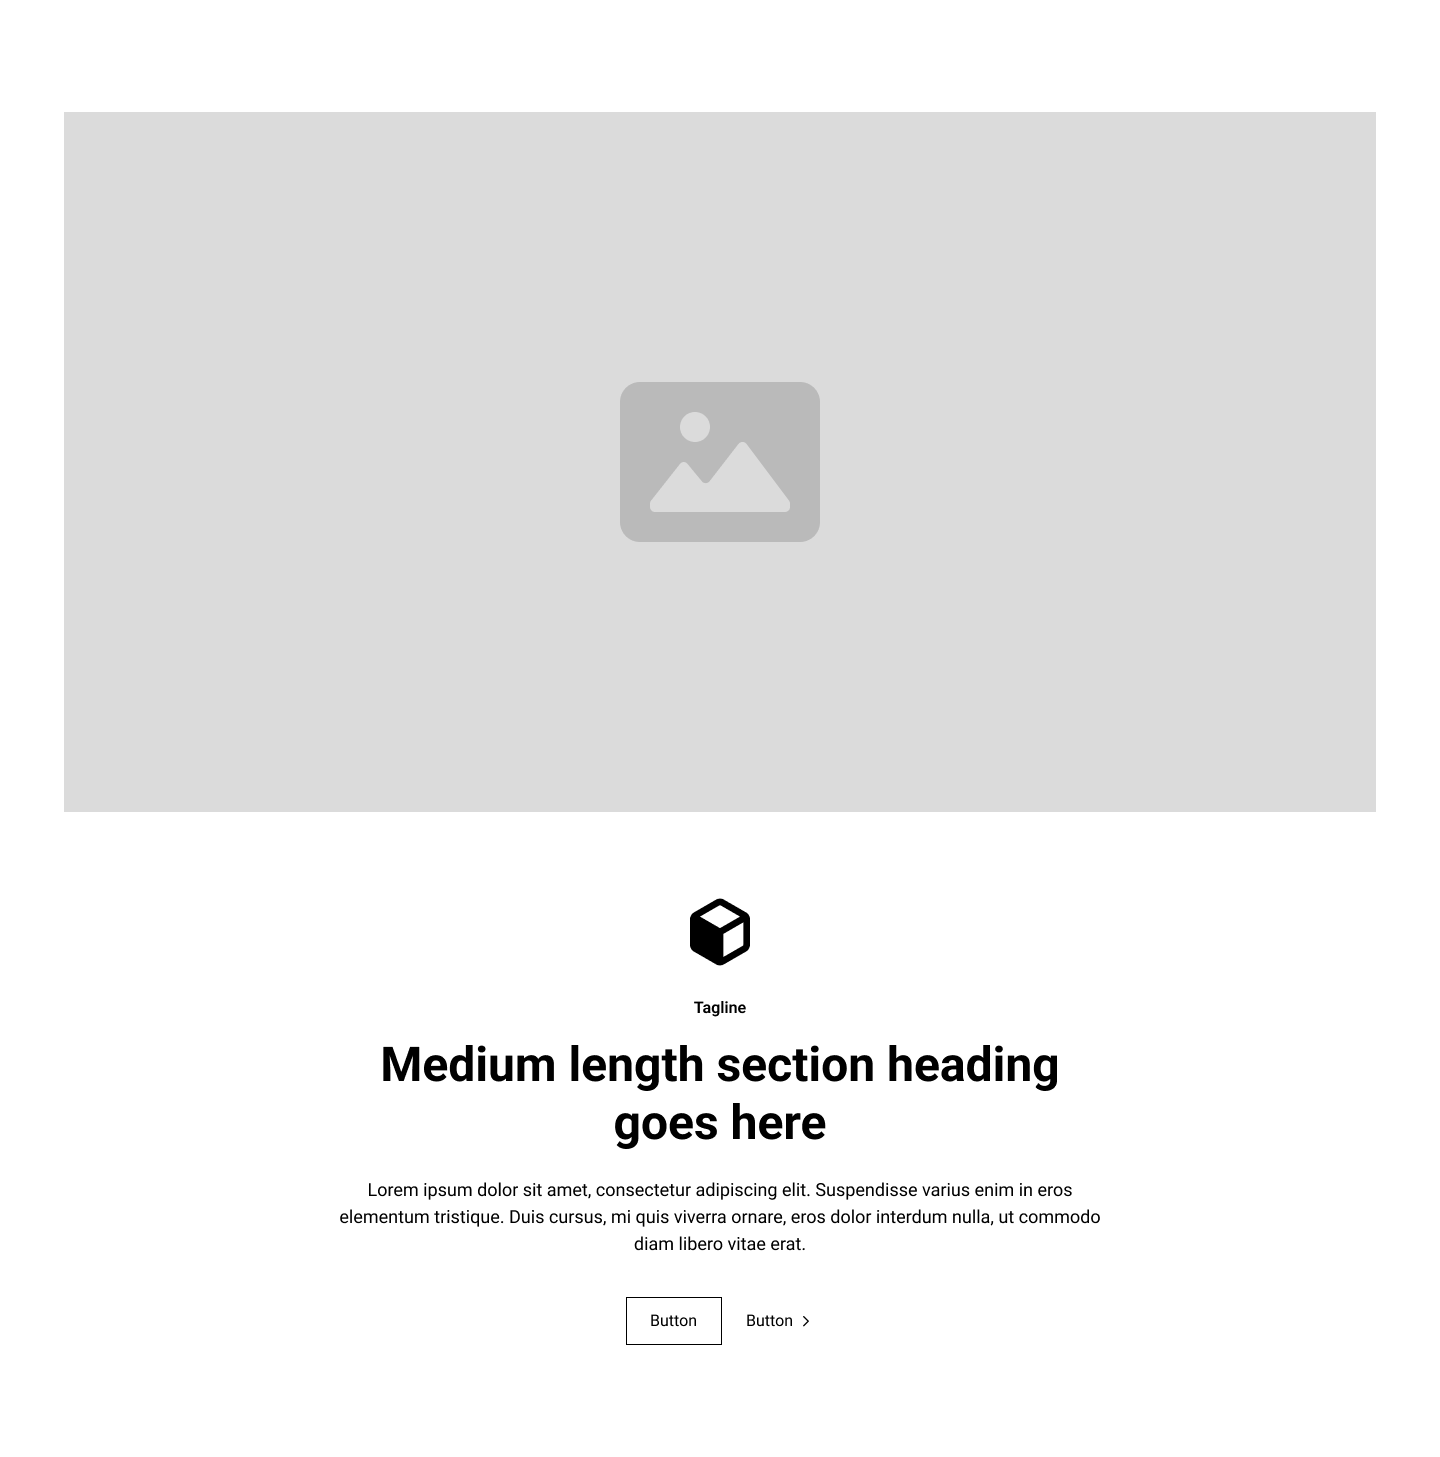 Tagline
Medium length section heading
goes here
Lorem ipsum dolor sit amet, consectetur adipiscing elit. Suspendisse varius enim in eros
elementum tristique. Duis cursus, mi quis viverra ornare, eros dolor interdum nulla, ut commodo
diam libero vitae erat.
Button
Button